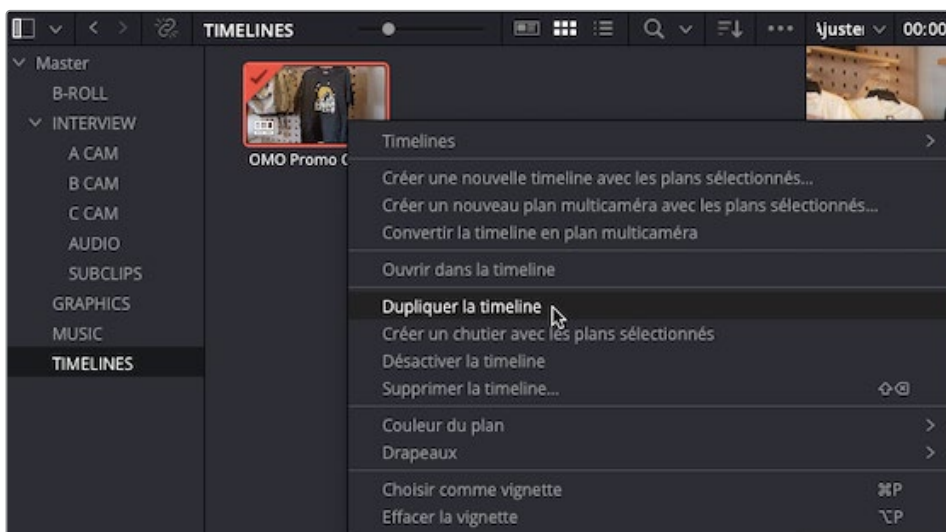 TIMELINES
Ajuster
00:00
Master
B-ROLL
INTERVIEW
A CAM
B CAM
C CAM
AUDIO
SUBCLIPS
GRAPHICS
MUSIC
TIMELINES
OMO Promo
Timelines
Créer une nouvelle timeline avec les plans sélectionnés...
Créer un nouveau plan multicaméra avec les plans sélectionnés...
Convertir la timeline en plan multicaméra
Ouvrir dans la timeline
Dupliquer la timeline
Créer un chutier avec les plans sélectionnés
Désactiver la timeline
Supprimer la timeline... ⇧⌫
Couleur du plan
Drapeaux
Choisir comme vignette ⌘P
Effacer la vignette ⌥P